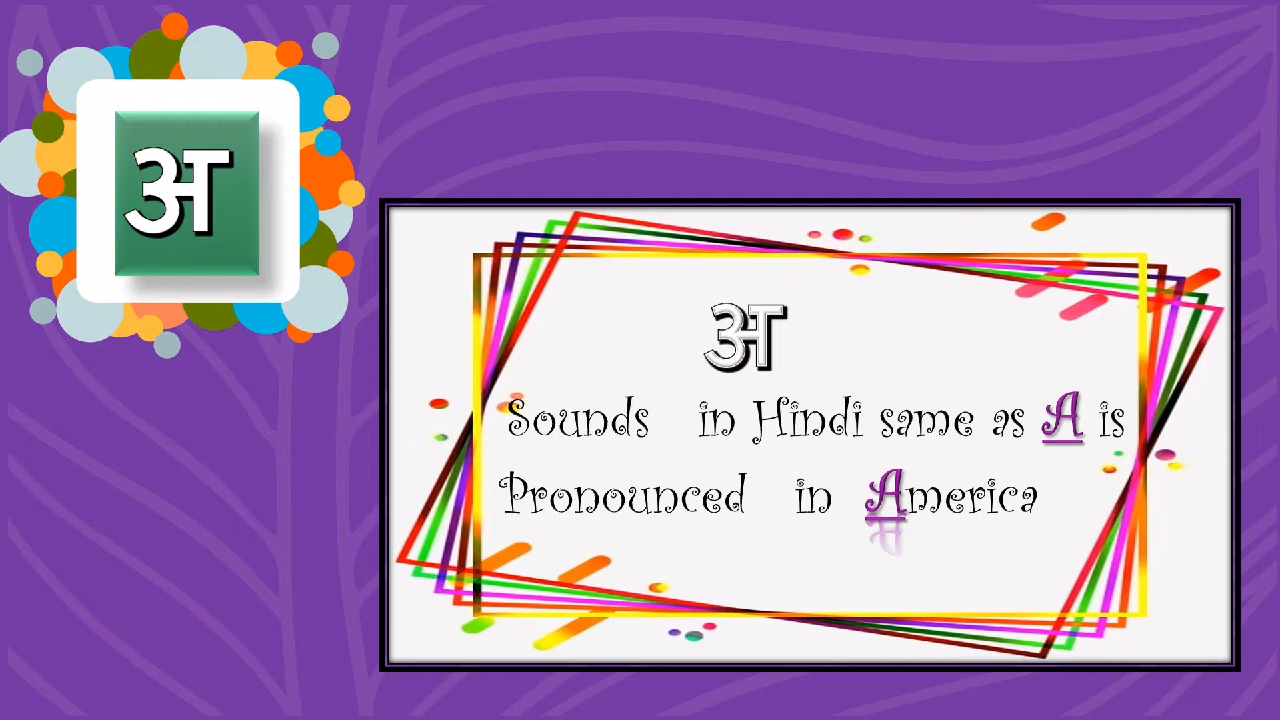 अ
अ
Sounds in Hindi same as A is
Pronounced in America